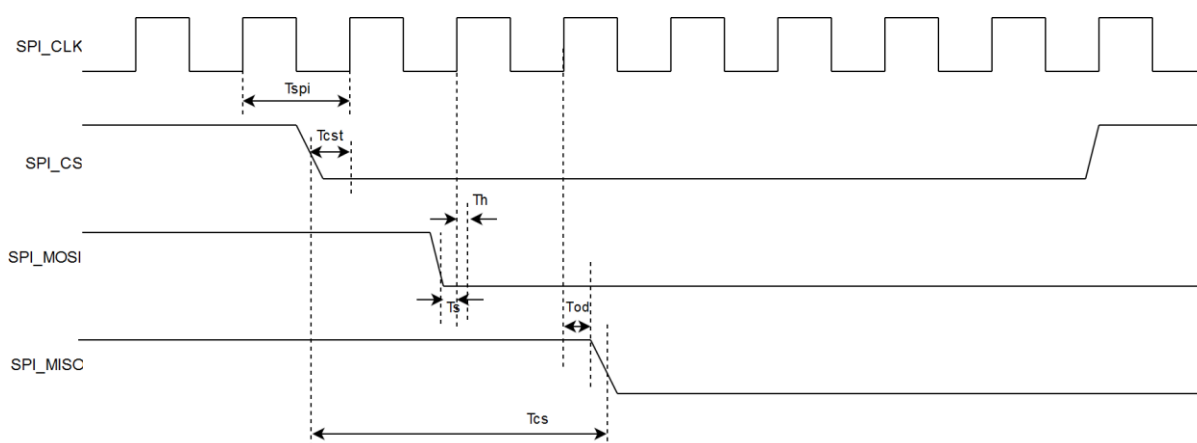 SPI_CLK
Tspi
Tcst
SPI_CS
Th
SPI_MOSI
Ts
Tod
SPI_MISC
Tcs